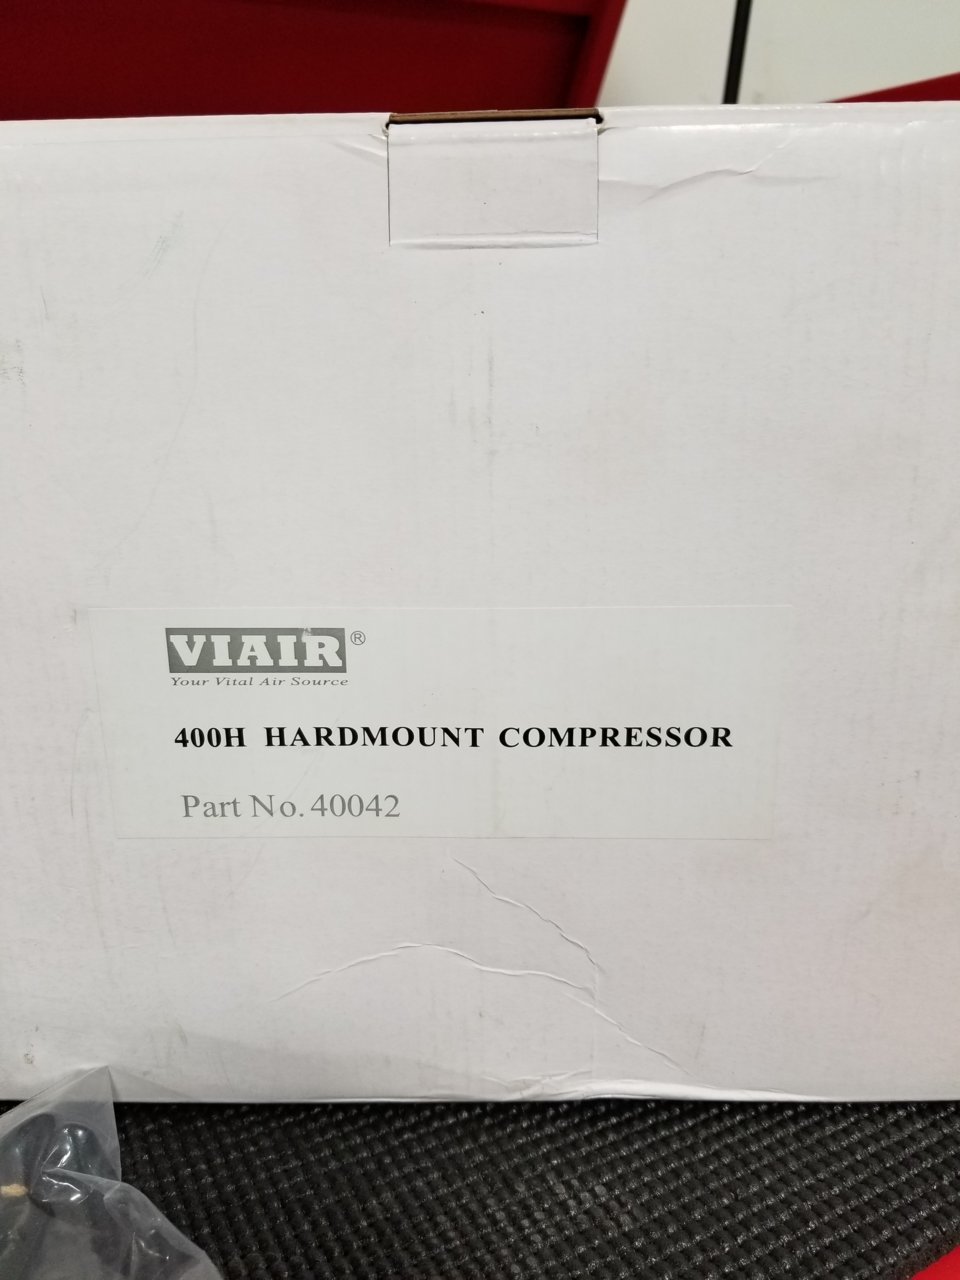 VIAIR®
Your Vital Air Source
400H HARDMOUNT COMPRESSOR
Part No. 40042